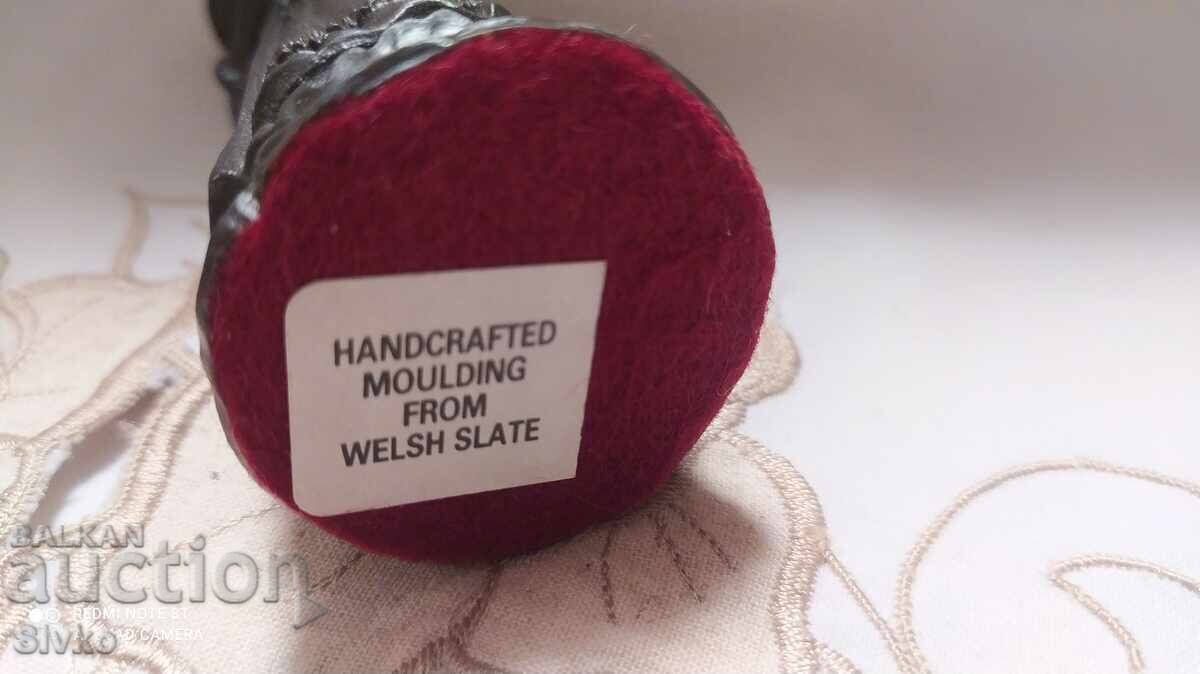 HANDCRAFTED
MOULDING
FROM
WELSH SLATE
BALKAN
auction
REDMI NOTE 8T
AI QUAD CAMERA
Sivko